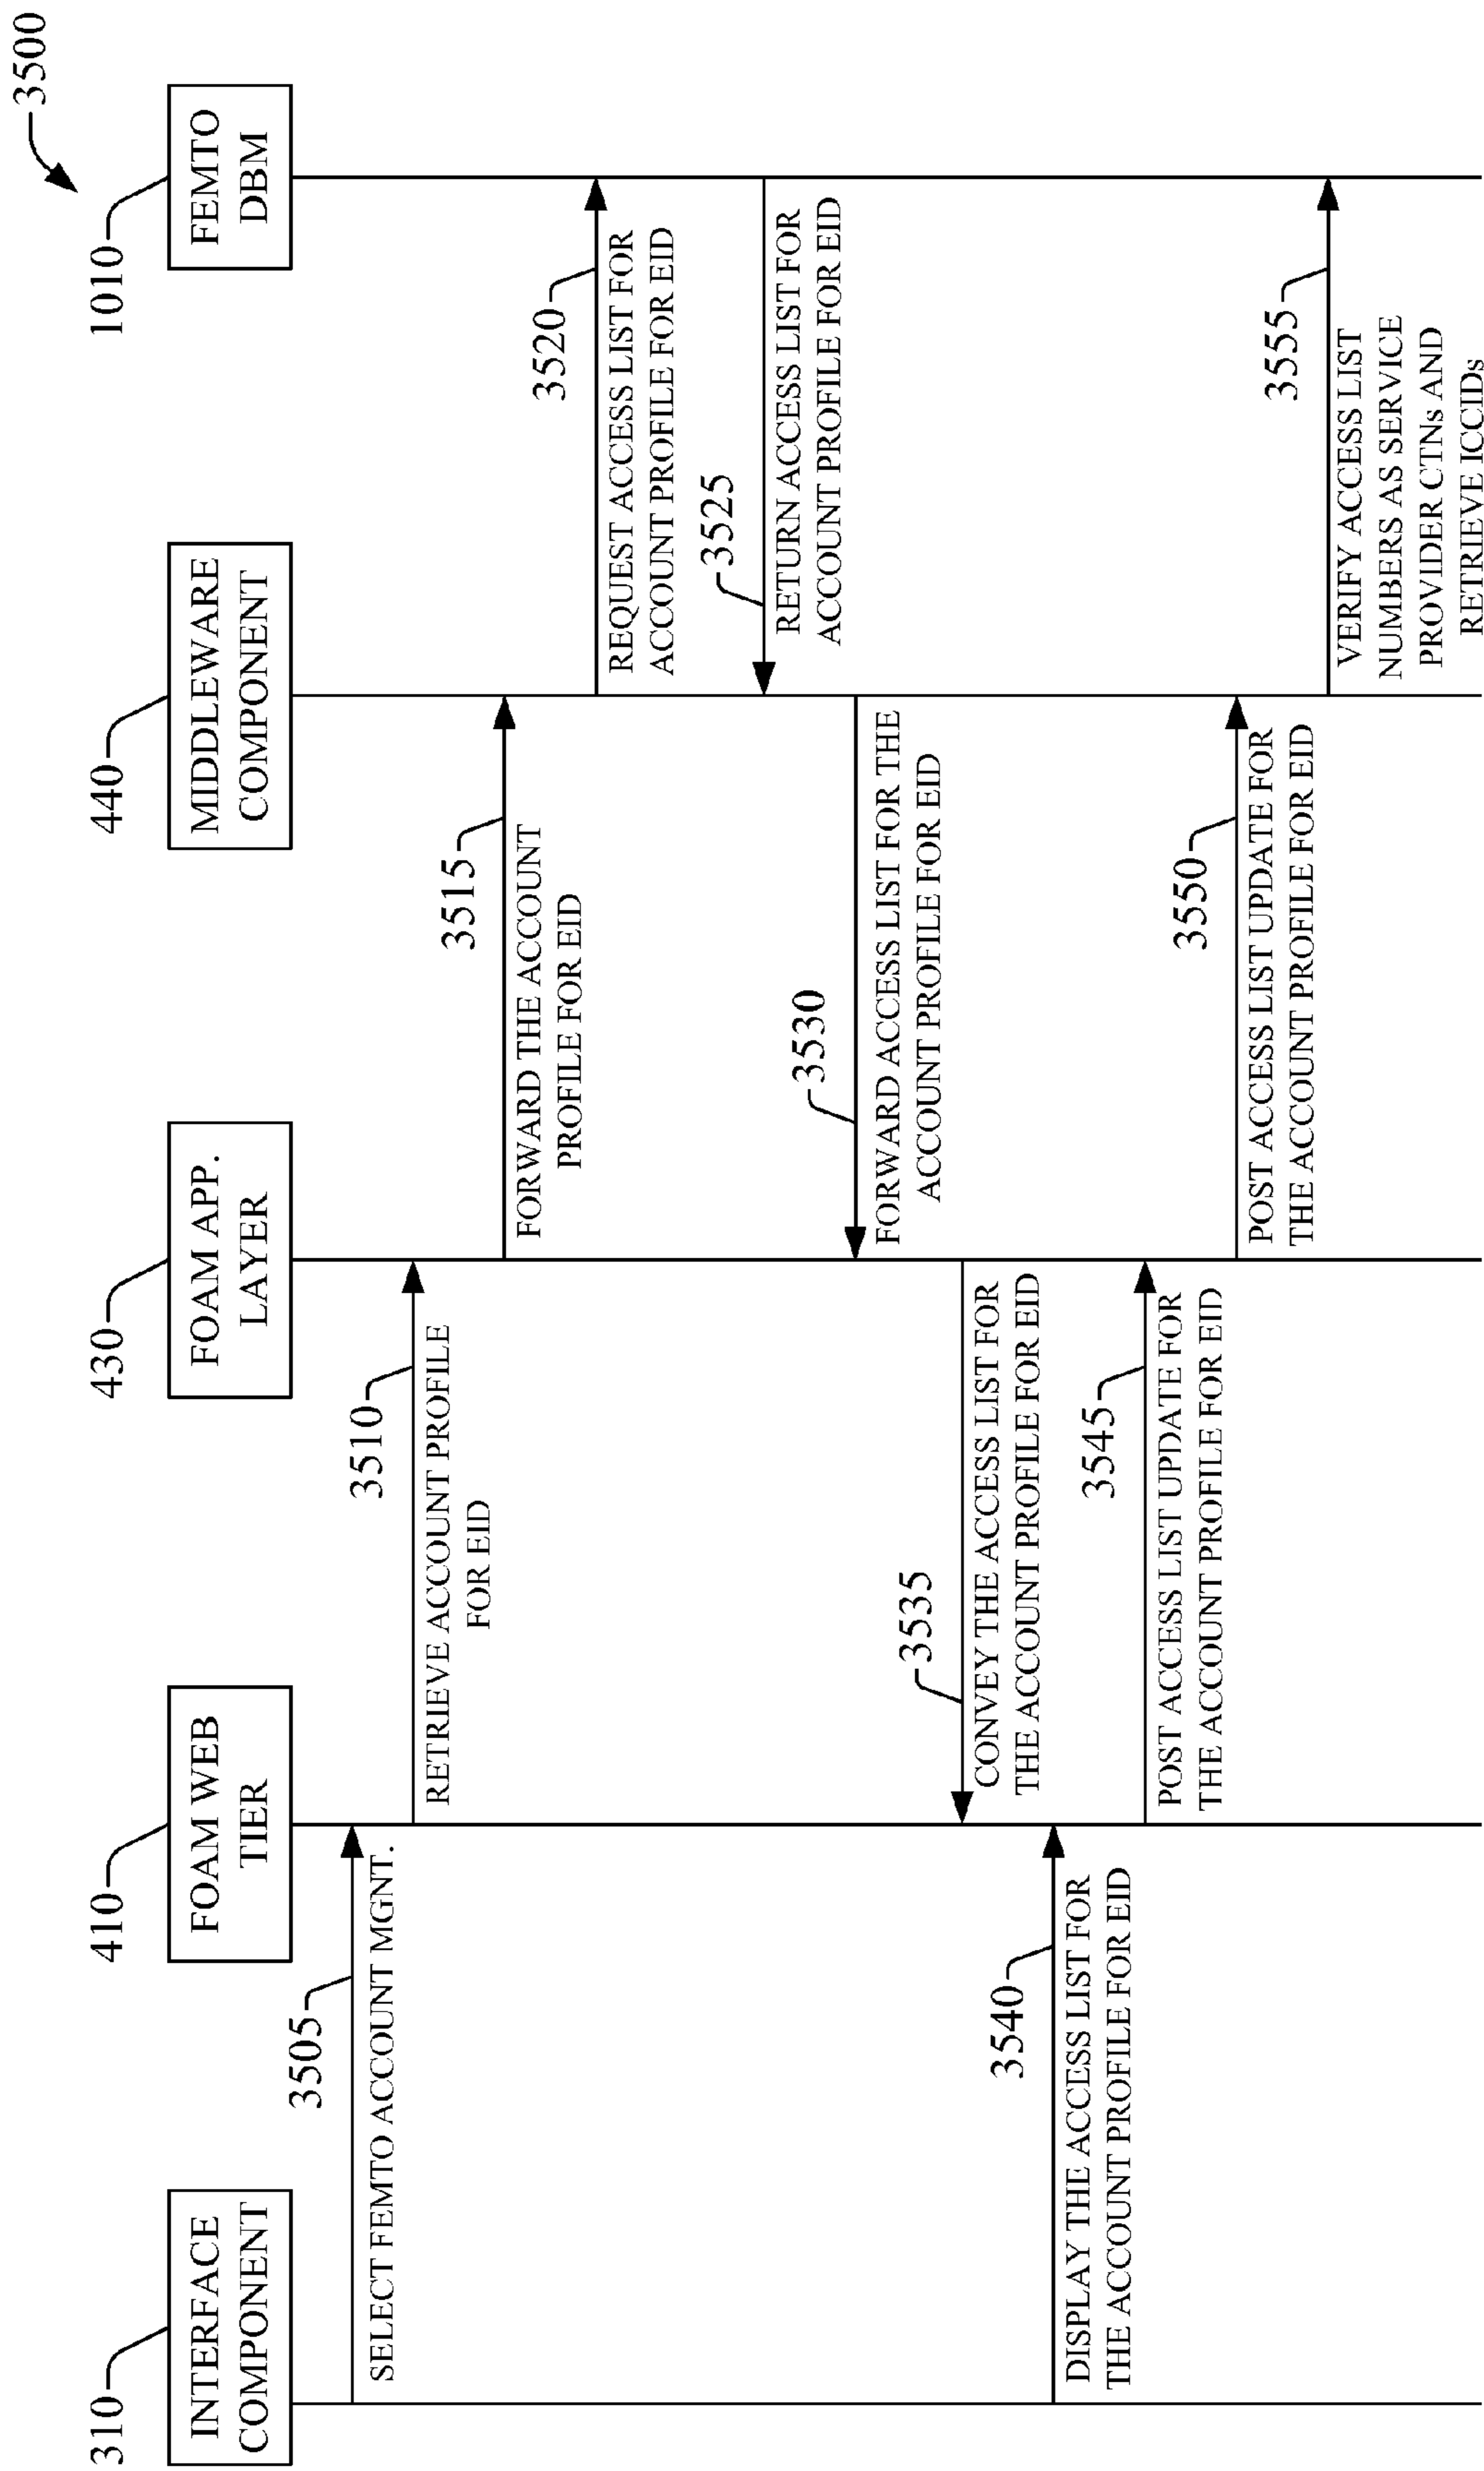 3500
310
INTERFACE
COMPONENT
410
FOAM WEB
TIER
430
FOAM APP.
LAYER
440
MIDDLEWARE
COMPONENT
1010
FEMTO
DBM
3505
SELECT FEMTO ACCOUNT MGNT.
3510
RETRIEVE ACCOUNT PROFILE
FOR EID
3515
FORWARD THE ACCOUNT
PROFILE FOR EID
3520
REQUEST ACCESS LIST FOR
ACCOUNT PROFILE FOR EID
3525
RETURN ACCESS LIST FOR
ACCOUNT PROFILE FOR EID
3530
FORWARD ACCESS LIST FOR THE
ACCOUNT PROFILE FOR EID
3535
CONVEY THE ACCESS LIST FOR
THE ACCOUNT PROFILE FOR EID
3540
DISPLAY THE ACCESS LIST FOR
THE ACCOUNT PROFILE FOR EID
3545
POST ACCESS LIST UPDATE FOR
THE ACCOUNT PROFILE FOR EID
3550
POST ACCESS LIST UPDATE FOR
THE ACCOUNT PROFILE FOR EID
3555
VERIFY ACCESS LIST
NUMBERS AS SERVICE
PROVIDER CTNs AND
RETRIEVE ICCIDs